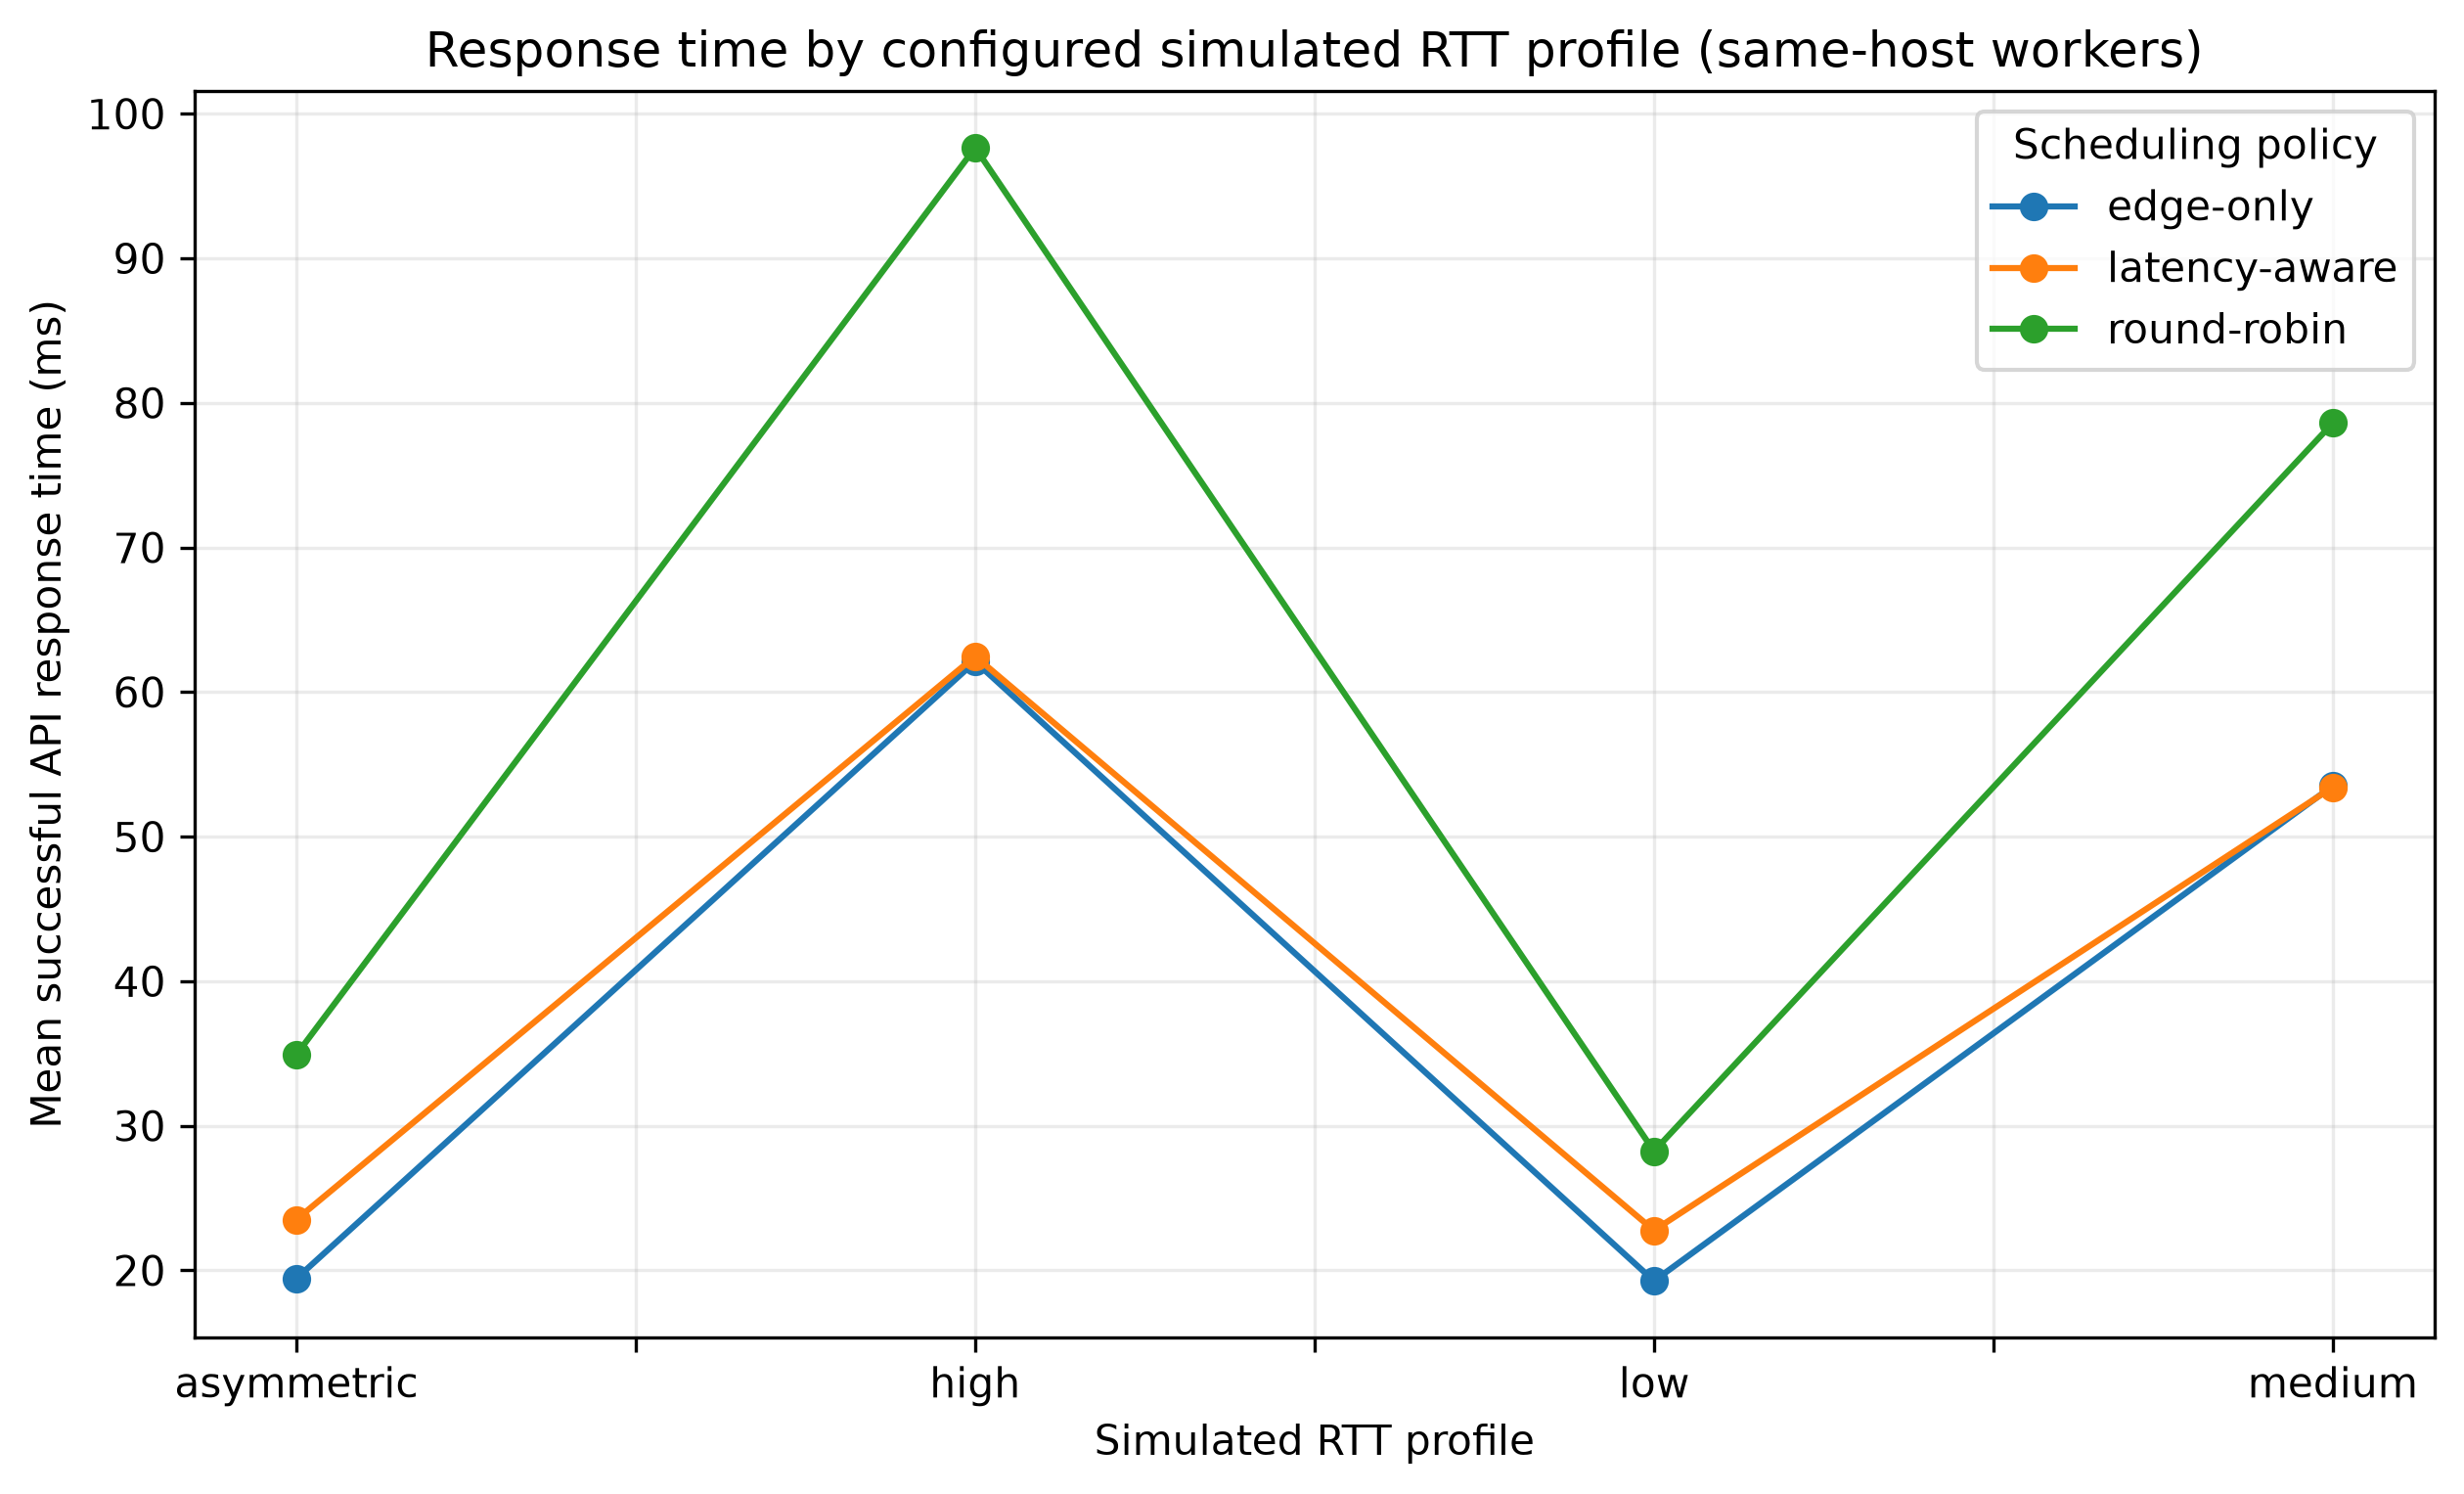 Response time by configured simulated RTT profile (same-host workers)
Scheduling policy
edge-only
latency-aware
round-robin
Mean successful API response time (ms)
100
90
80
70
60
50
40
30
20
asymmetric
high
low
medium
Simulated RTT profile